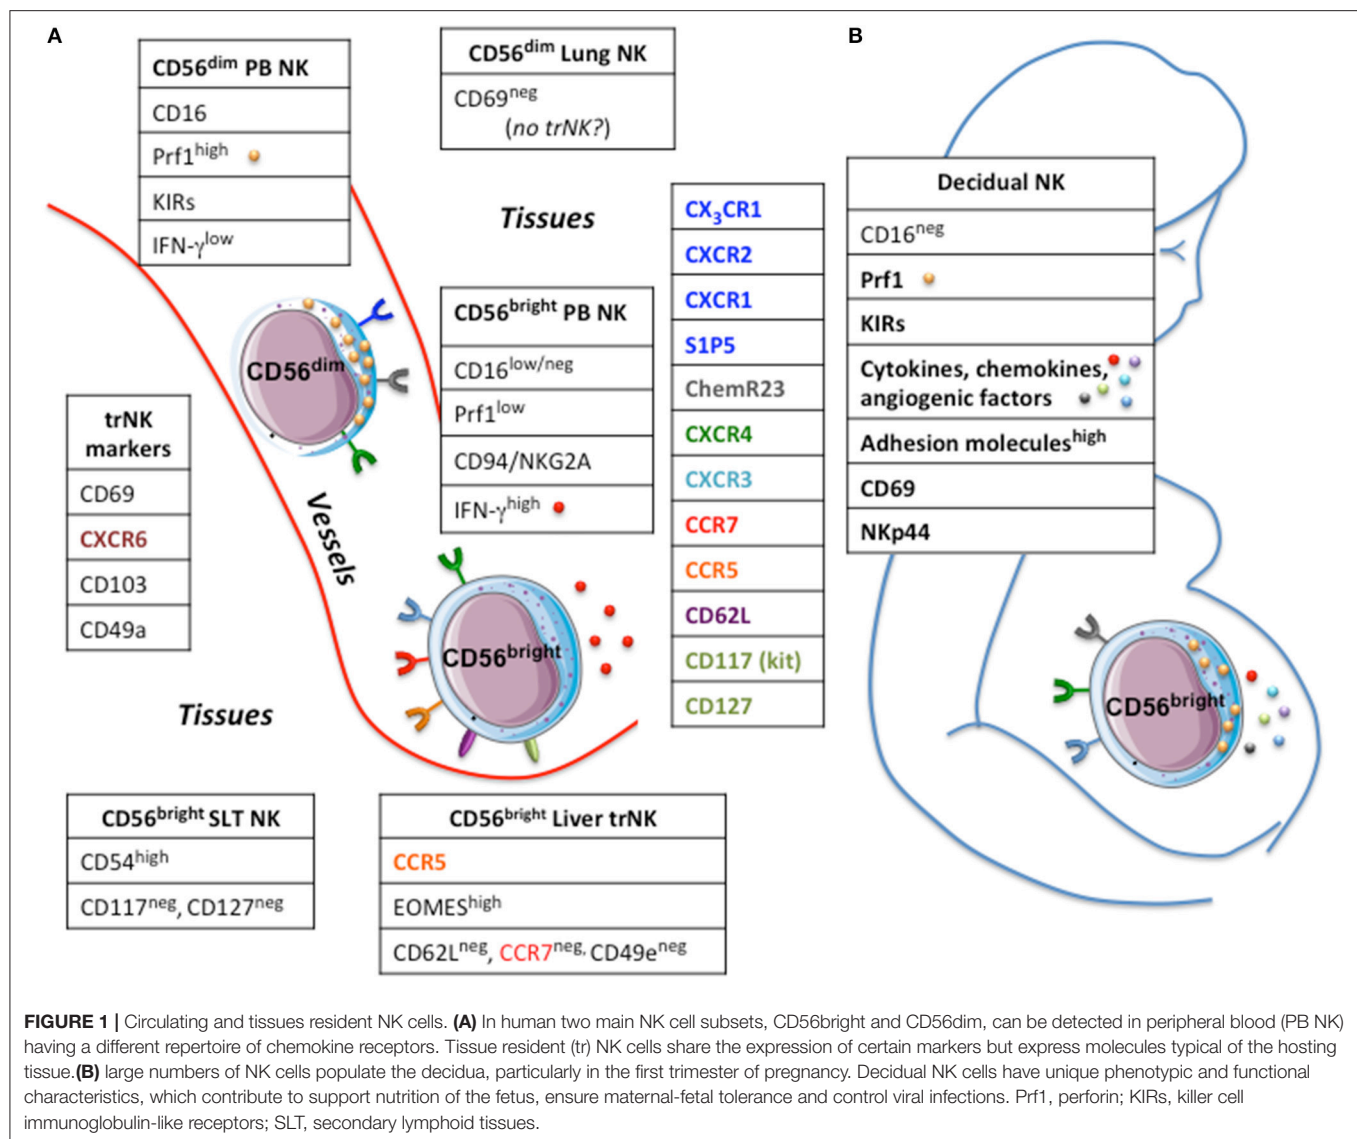 A
CD56dim PB NK
CD16
Prf1high
KIRs
IFN-γlow
CD56dim Lung NK
CD69neg
(no trNK?)
Tissues
CD56dim
CD56bright PB NK
CD16low/neg
Prf1low
CD94/NKG2A
IFN-γhigh
trNK
markers
CD69
CXCR6
CD103
CD49a
Vessels
CD56bright
Tissues
CX3CR1
CXCR2
CXCR1
S1P5
ChemR23
CXCR4
CXCR3
CCR7
CCR5
CD62L
CD117 (kit)
CD127
CD56bright SLT NK
CD54high
CD117neg, CD127neg
CD56bright Liver trNK
CCR5
EOMEShigh
CD62Lneg, CCR7neg, CD49eneg
B
Decidual NK
CD16neg
Prf1
KIRs
Cytokines, chemokines,
angiogenic factors
Adhesion moleculeshigh
CD69
NKp44
CD56bright
FIGURE 1 | Circulating and tissues resident NK cells. (A) In human two main NK cell subsets, CD56bright and CD56dim, can be detected in peripheral blood (PB NK)
having a different repertoire of chemokine receptors. Tissue resident (tr) NK cells share the expression of certain markers but express molecules typical of the hosting
tissue.(B) large numbers of NK cells populate the decidua, particularly in the first trimester of pregnancy. Decidual NK cells have unique phenotypic and functional
characteristics, which contribute to support nutrition of the fetus, ensure maternal-fetal tolerance and control viral infections. Prf1, perforin; KIRs, killer cell
immunoglobulin-like receptors; SLT, secondary lymphoid tissues.